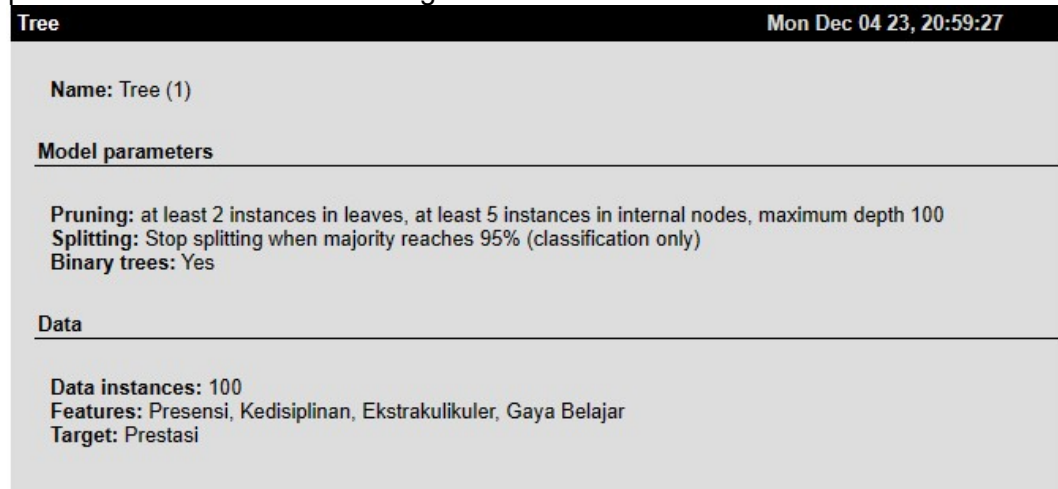 Tree Mon Dec 04 23, 20:59:27
Name: Tree (1)
Model parameters
Pruning: at least 2 instances in leaves, at least 5 instances in internal nodes, maximum depth 100
Splitting: Stop splitting when majority reaches 95% (classification only)
Binary trees: Yes
Data
Data instances: 100
Features: Presensi, Kedisiplinan, Ekstrakulikuler, Gaya Belajar
Target: Prestasi